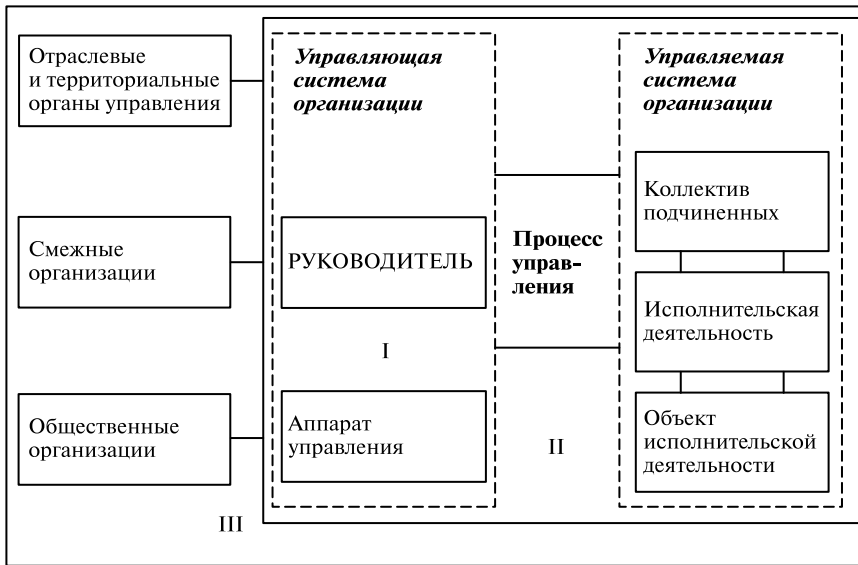 Отраслевые
и территориальные
органы управления
Смежные
организации
Общественные
организации
III
Управляющая
система
организации
РУКОВОДИТЕЛЬ
I
Аппарат
управления
Процесс
управ-
ления
II
Управляемая
система
организации
Коллектив
подчиненных
Исполнительская
деятельность
Объект
исполнительской
деятельности